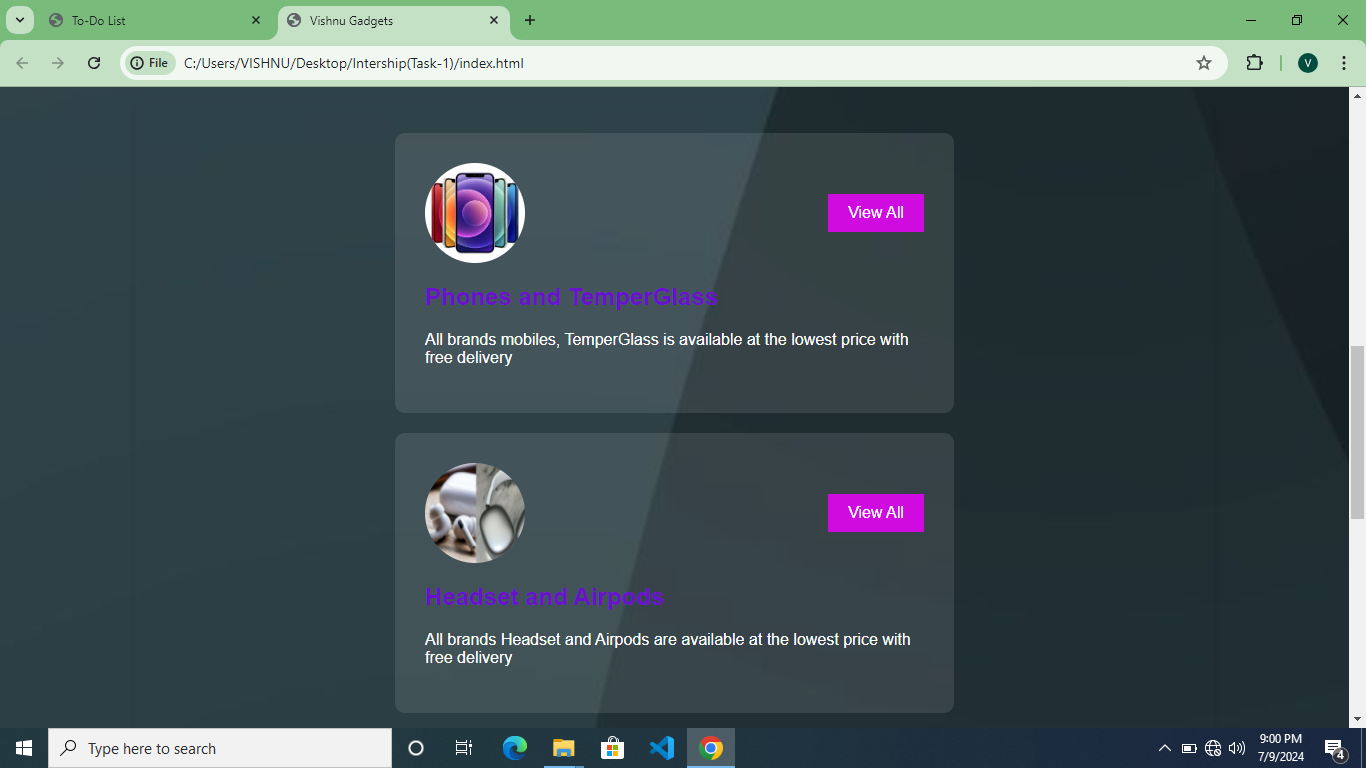 To-Do List
Vishnu Gadgets
File
C:/Users/VISHNU/Desktop/Intership(Task-1)/index.html
V
View All
Phones and TemperGlass
All brands mobiles, TemperGlass is available at the lowest price with
free delivery
View All
Headset and Airpods
All brands Headset and Airpods are available at the lowest price with
free delivery
Type here to search
9:00 PM
7/9/2024
4